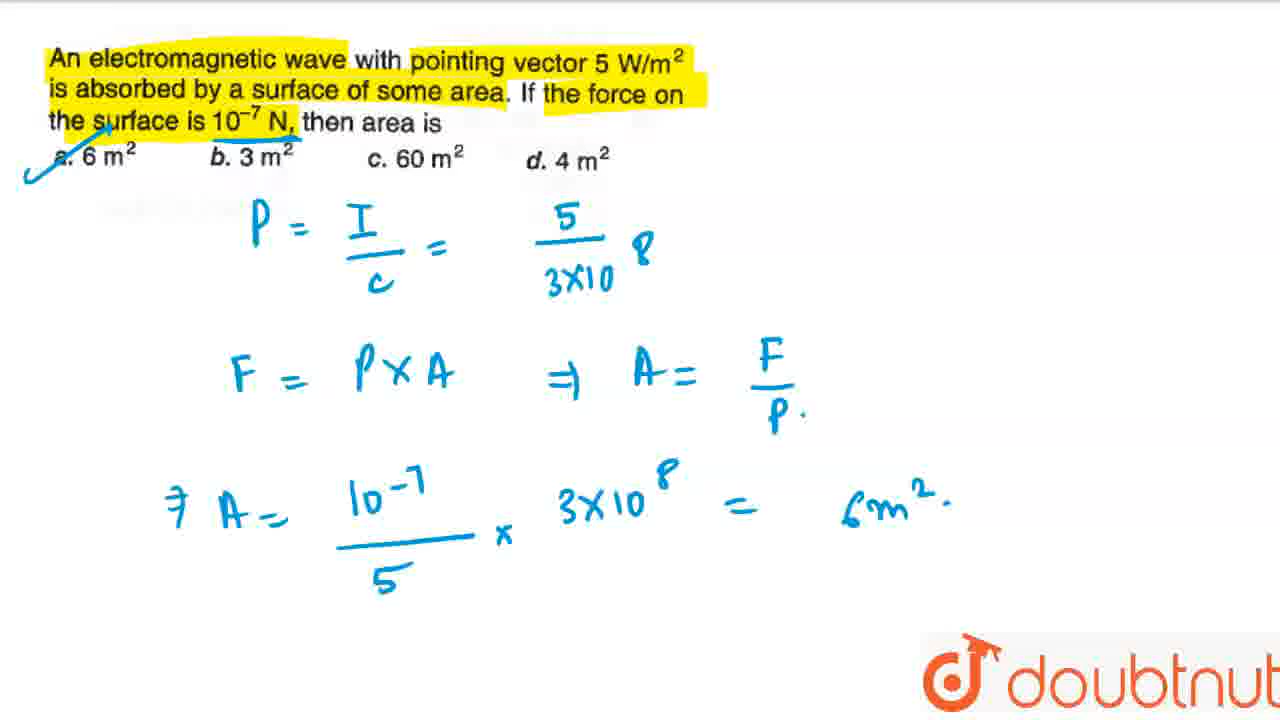 An electromagnetic wave with pointing vector 5 W/m²
is absorbed by a surface of some area. If the force on
the surface is 10⁻⁷ N, then area is
a. 6 m² b. 3 m² c. 60 m² d. 4 m²
P = I/c = 5/3×10⁸
F = P×A ⇒ A = F/P.
⇒ A = 10⁻⁷/5 × 3×10⁸ = 6m².
doubtnut